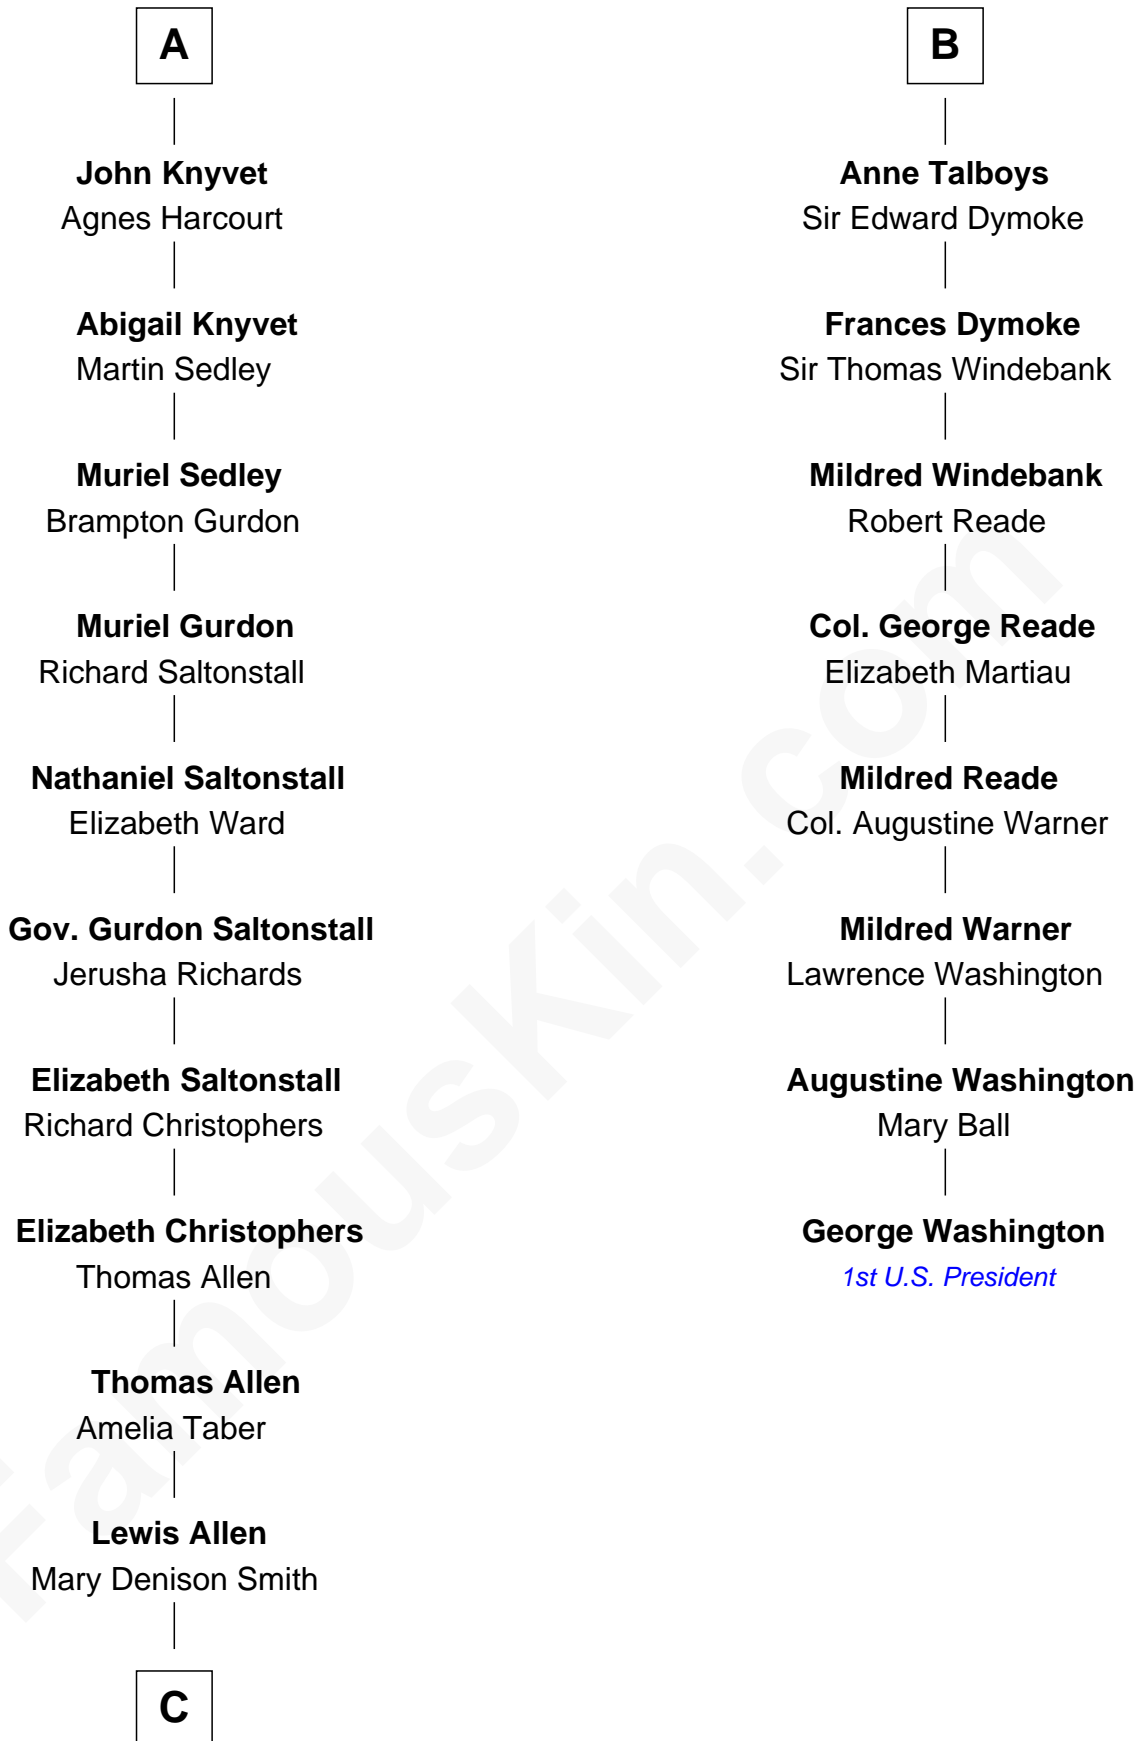 A
John Knyvet
Agnes Harcourt
Abigail Knyvet
Martin Sedley
Muriel Sedley
Brampton Gurdon
Muriel Gurdon
Richard Saltonstall
Nathaniel Saltonstall
Elizabeth Ward
Gov. Gurdon Saltonstall
Jerusha Richards
Elizabeth Saltonstall
Richard Christophers
Elizabeth Christophers
Thomas Allen
Thomas Allen
Amelia Taber
Lewis Allen
Mary Denison Smith
C
B
Anne Talboys
Sir Edward Dymoke
Frances Dymoke
Sir Thomas Windebank
Mildred Windebank
Robert Reade
Col. George Reade
Elizabeth Martiau
Mildred Reade
Col. Augustine Warner
Mildred Warner
Lawrence Washington
Augustine Washington
Mary Ball
George Washington
1st U.S. President
FamousKin.com